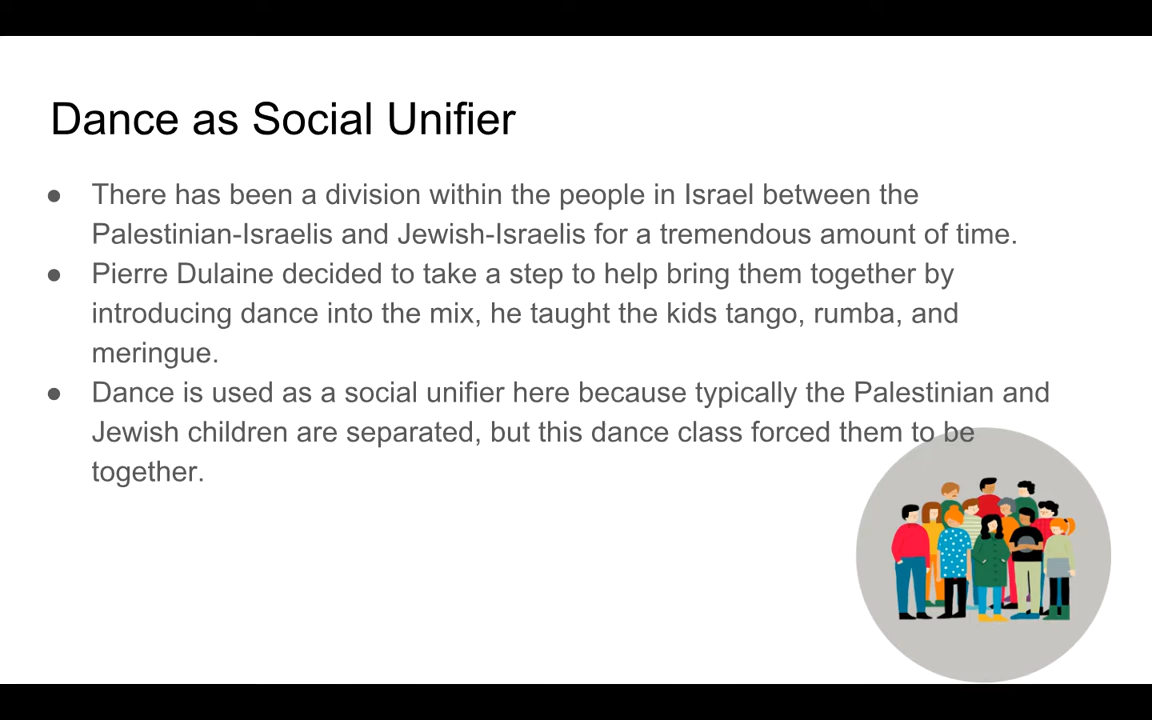 Dance as Social Unifier
● There has been a division within the people in Israel between the
Palestinian-Israelis and Jewish-Israelis for a tremendous amount of time.
● Pierre Dulaine decided to take a step to help bring them together by
introducing dance into the mix, he taught the kids tango, rumba, and
meringue.
● Dance is used as a social unifier here because typically the Palestinian and
Jewish children are separated, but this dance class forced them to be
together.